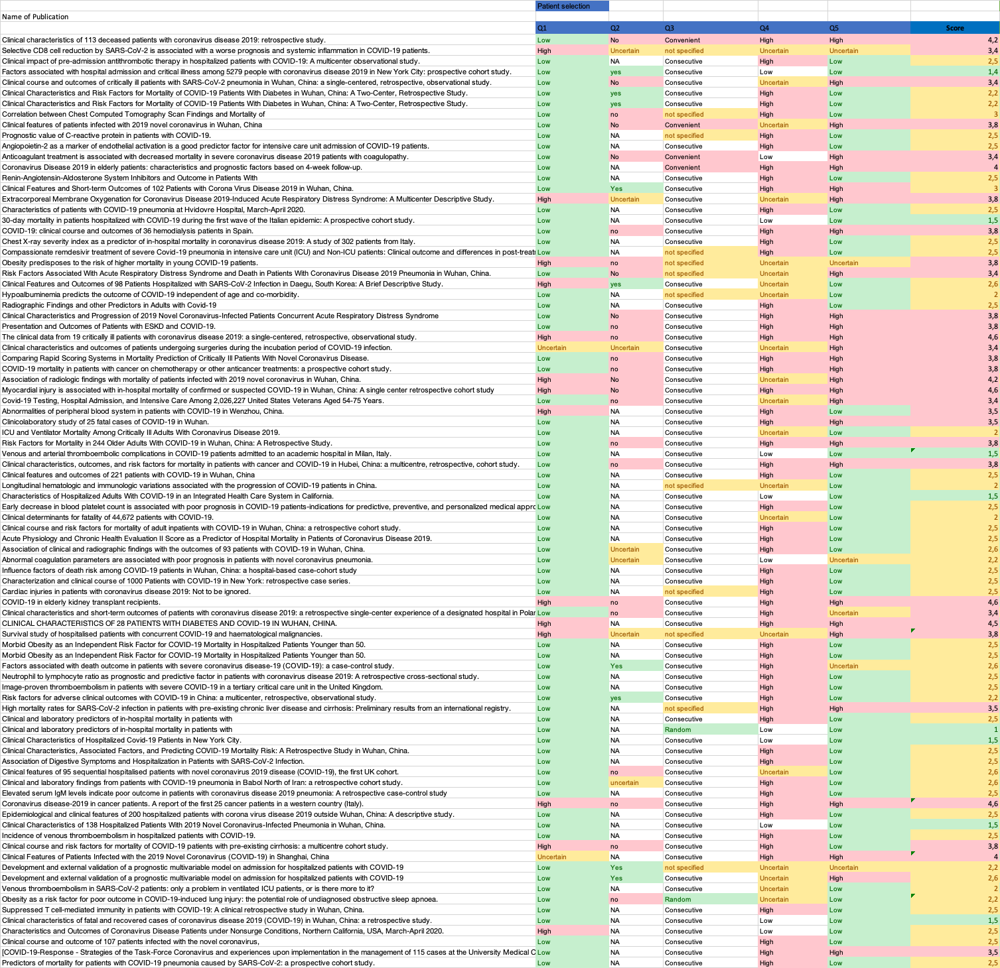 Patient selection
Name of Publication
Q1 Q2 Q3 Q4 Q5 Score
Clinical characteristics of 113 deceased patients with coronavirus disease 2019: retrospective study. Low No Convenient High High 4,2
Selective CD8 cell reduction by SARS-CoV-2 is associated with a worse prognosis and systemic inflammation in COVID-19 patients. High Uncertain not specified Uncertain Uncertain 3,4
Clinical impact of pre-admission antithrombotic therapy in hospitalized patients with COVID-19: A multicenter observational study. Low NA Consecutive High Low 2,5
Factors associated with hospital admission and critical illness among 5279 people with coronavirus disease 2019 in New York City: prospective cohort study. Low yes Consecutive Low Low 1,4
Clinical course and outcomes of critically ill patients with SARS-CoV-2 pneumonia in Wuhan, China: a single-centered, retrospective, observational study. Low No Consecutive Uncertain High 3,4
Clinical Characteristics and Risk Factors for Mortality of COVID-19 Patients With Diabetes in Wuhan, China: A Two-Center, Retrospective Study. Low yes Consecutive High Low 2,2
Clinical Characteristics and Risk Factors for Mortality of COVID-19 Patients With Diabetes in Wuhan, China: A Two-Center, Retrospective Study. Low yes Consecutive High Low 2,2
Correlation between Chest Computed Tomography Scan Findings and Mortality of Low no not specified High Low 3
Clinical features of patients infected with 2019 novel coronavirus in Wuhan, China Low No Convenient Uncertain High 3,8
Prognostic value of C-reactive protein in patients with COVID-19. Low NA not specified High Low 2,5
Angiopoietin-2 as a marker of endothelial activation is a good predictor factor for intensive care unit admission of COVID-19 patients. Low NA Consecutive High Low 2,5
Anticoagulant treatment is associated with decreased mortality in severe coronavirus disease 2019 patients with coagulopathy. Low No Convenient Low High 3,4
Coronavirus Disease 2019 in elderly patients: characteristics and prognostic factors based on 4-week follow-up. Low NA Convenient High High 4
Renin-Angiotensin-Aldosterone System Inhibitors and Outcome in Patients With Low NA Consecutive High Low 2,5
Clinical Features and Short-term Outcomes of 102 Patients with Corona Virus Disease 2019 in Wuhan, China. Low Yes Consecutive High High 3
Extracorporeal Membrane Oxygenation for Coronavirus Disease 2019-Induced Acute Respiratory Distress Syndrome: A Multicenter Descriptive Study. High Uncertain Consecutive Uncertain High 3,8
Characteristics of patients with COVID-19 pneumonia at Hvidovre Hospital, March-April 2020. Low NA Consecutive High Low 2,5
30-day mortality in patients hospitalized with COVID-19 during the first wave of the Italian epidemic: A prospective cohort study. Low NA Consecutive Low Low 1,5
COVID-19: clinical course and outcomes of 36 hemodialysis patients in Spain. Low no Consecutive High High 3,8
Chest X-ray severity index as a predictor of in-hospital mortality in coronavirus disease 2019: A study of 302 patients from Italy. Low NA Consecutive High Low 2,5
Compassionate remdesivir treatment of severe Covid-19 pneumonia in intensive care unit (ICU) and Non-ICU patients: Clinical outcome and differences in post-treatr Low NA not specified High Low 2,5
Obesity predisposes to the risk of higher mortality in young COVID-19 patients. High no not specified Uncertain Uncertain 3,8
Risk Factors Associated With Acute Respiratory Distress Syndrome and Death in Patients With Coronavirus Disease 2019 Pneumonia in Wuhan, China. Low No not specified Uncertain High 3,4
Clinical Features and Outcomes of 98 Patients Hospitalized with SARS-CoV-2 Infection in Daegu, South Korea: A Brief Descriptive Study. High yes Consecutive Uncertain Low 2,6
Hypoalbuminemia predicts the outcome of COVID-19 independent of age and co-morbidity. Low NA not specified Uncertain Low 2
Radiographic Findings and other Predictors in Adults with Covid-19 Low NA Consecutive High Low 2,5
Clinical Characteristics and Progression of 2019 Novel Coronavirus-Infected Patients Concurrent Acute Respiratory Distress Syndrome Low No Consecutive High High 3,8
Presentation and Outcomes of Patients with ESKD and COVID-19. Low no Consecutive High High 3,8
The clinical data from 19 critically ill patients with coronavirus disease 2019: a single-centered, retrospective, observational study. High no Consecutive High High 4,6
Clinical characteristics and outcomes of patients undergoing surgeries during the incubation period of COVID-19 infection. Uncertain Uncertain Consecutive Uncertain High 3,4
Comparing Rapid Scoring Systems in Mortality Prediction of Critically Ill Patients With Novel Coronavirus Disease. Low no Consecutive High High 3,8
COVID-19 mortality in patients with cancer on chemotherapy or other anticancer treatments: a prospective cohort study. Low no Consecutive High High 3,8
Association of radiologic findings with mortality of patients infected with 2019 novel coronavirus in Wuhan, China. High No Consecutive Uncertain High 4,2
Myocardial injury is associated with in-hospital mortality of confirmed or suspected COVID-19 in Wuhan, China: A single center retrospective cohort study High No Consecutive High High 4,6
Covid-19 Testing, Hospital Admission, and Intensive Care Among 2,026,227 United States Veterans Aged 54-75 Years. Low no Consecutive Uncertain High 3,4
Abnormalities of peripheral blood system in patients with COVID-19 in Wenzhou, China. High NA Consecutive High Low 3,5
Clinicolaboratory study of 25 fatal cases of COVID-19 in Wuhan. Low NA Consecutive High High 3,5
ICU and Ventilator Mortality Among Critically Ill Adults With Coronavirus Disease 2019. Low NA Consecutive Uncertain Low 2
Risk Factors for Mortality in 244 Older Adults With COVID-19 in Wuhan, China: A Retrospective Study. Low no Consecutive High High 3,8
Venous and arterial thromboembolic complications in COVID-19 patients admitted to an academic hospital in Milan, Italy. Low NA Consecutive Low Low 1,5
Clinical characteristics, outcomes, and risk factors for mortality in patients with cancer and COVID-19 in Hubei, China: a multicentre, retrospective, cohort study. Low no Consecutive High High 3,8
Clinical features and outcomes of 221 patients with COVID-19 in Wuhan, China Low NA Consecutive High Low 2,5
Longitudinal hematologic and immunologic variations associated with the progression of COVID-19 patients in China. Low NA not specified Uncertain Low 2
Characteristics of Hospitalized Adults With COVID-19 in an Integrated Health Care System in California. Low NA Consecutive Low Low 1,5
Early decrease in blood platelet count is associated with poor prognosis in COVID-19 patients-indications for predictive, preventive, and personalized medical appro Low NA Consecutive High Low 2,5
Clinical determinants for fatality of 44,672 patients with COVID-19. Low NA Consecutive Uncertain Low 2
Clinical course and risk factors for mortality of adult inpatients with COVID-19 in Wuhan, China: a retrospective cohort study. Low NA Consecutive High Low 2,5
Acute Physiology and Chronic Health Evaluation II Score as a Predictor of Hospital Mortality in Patients of Coronavirus Disease 2019. Low NA Consecutive High Low 2,5
Association of clinical and radiographic findings with the outcomes of 93 patients with COVID-19 in Wuhan, China. Low Uncertain Consecutive High Low 2,6
Abnormal coagulation parameters are associated with poor prognosis in patients with novel coronavirus pneumonia. Low Uncertain Consecutive Low Uncertain 2,2
Influence factors of death risk among COVID-19 patients in Wuhan, China: a hospital-based case-cohort study Low NA Consecutive High Low 2,5
Characterization and clinical course of 1000 Patients with COVID-19 in New York: retrospective case series. Low NA Consecutive High Low 2,5
Cardiac injuries in patients with coronavirus disease 2019: Not to be ignored. Low NA not specified High Low 2,5
COVID-19 in elderly kidney transplant recipients. High no Consecutive High High 4,6
Clinical characteristics and short-term outcomes of patients with coronavirus disease 2019: a retrospective single-center experience of a designated hospital in Polar Low no Consecutive High Uncertain 3,4
CLINICAL CHARACTERISTICS OF 28 PATIENTS WITH DIABETES AND COVID-19 IN WUHAN, CHINA. High NA Consecutive High High 4,5
Survival study of hospitalised patients with concurrent COVID-19 and haematological malignancies. High Uncertain not specified Uncertain High 3,8
Morbid Obesity as an Independent Risk Factor for COVID-19 Mortality in Hospitalized Patients Younger than 50. Low NA Consecutive High Low 2,5
Morbid Obesity as an Independent Risk Factor for COVID-19 Mortality in Hospitalized Patients Younger than 50. Low NA Consecutive High Low 2,5
Factors associated with death outcome in patients with severe coronavirus disease-19 (COVID-19): a case-control study. Low Yes Consecutive High Uncertain 2,6
Neutrophil to lymphocyte ratio as prognostic and predictive factor in patients with coronavirus disease 2019: A retrospective cross-sectional study. Low NA Consecutive High Low 2,5
Image-proven thromboembolism in patients with severe COVID-19 in a tertiary critical care unit in the United Kingdom. Low NA Consecutive High Low 2,5
Risk factors for adverse clinical outcomes with COVID-19 in China: a multicenter, retrospective, observational study. Low yes Consecutive High Low 2,2
High mortality rates for SARS-CoV-2 infection in patients with pre-existing chronic liver disease and cirrhosis: Preliminary results from an international registry. Low NA not specified High High 3,5
Clinical and laboratory predictors of in-hospital mortality in patients with Low NA Consecutive High Low 2,5
Clinical and laboratory predictors of in-hospital mortality in patients with Low NA Random Low Low 1
Clinical Characteristics of Hospitalized Covid-19 Patients in New York City. Low NA Consecutive Low Low 1,5
Clinical Characteristics, Associated Factors, and Predicting COVID-19 Mortality Risk: A Retrospective Study in Wuhan, China. Low NA Consecutive High Low 2,5
Association of Digestive Symptoms and Hospitalization in Patients with SARS-CoV-2 Infection. Low NA Consecutive High Low 2,5
Clinical features of 95 sequential hospitalised patients with novel coronavirus 2019 disease (COVID-19), the first UK cohort. Low no Consecutive Uncertain Low 2,6
Clinical and laboratory findings from patients with COVID-19 pneumonia in Babol North of Iran: a retrospective cohort study. Low uncertain Consecutive High Low 2,6
Elevated serum IgM levels indicate poor outcome in patients with coronavirus disease 2019 pneumonia: A retrospective case-control study Low NA Consecutive High Low 2,5
Coronavirus disease-2019 in cancer patients. A report of the first 25 cancer patients in a western country (Italy). High no Consecutive High High 4,6
Epidemiological and clinical features of 200 hospitalized patients with corona virus disease 2019 outside Wuhan, China: A descriptive study. Low NA Consecutive High Low 2,5
Clinical Characteristics of 138 Hospitalized Patients With 2019 Novel Coronavirus-Infected Pneumonia in Wuhan, China. Low NA Consecutive Low Low 1,5
Incidence of venous thromboembolism in hospitalized patients with COVID-19. Low NA Consecutive High Low 2,5
Clinical course and risk factors for mortality of COVID-19 patients with pre-existing cirrhosis: a multicentre cohort study. High no Consecutive High Low 3,8
Clinical Features of Patients Infected with the 2019 Novel Coronavirus (COVID-19) in Shanghai, China Uncertain NA Consecutive High High 4
Development and external validation of a prognostic multivariable model on admission for hospitalized patients with COVID-19 Low Yes not specified Uncertain Uncertain 2,2
Development and external validation of a prognostic multivariable model on admission for hospitalized patients with COVID-19 Low Yes Consecutive Uncertain High 2,6
Venous thromboembolism in SARS-CoV-2 patients: only a problem in ventilated ICU patients, or is there more to it? Low NA Consecutive Uncertain Low 2
Obesity as a risk factor for poor outcome in COVID-19-induced lung injury: the potential role of undiagnosed obstructive sleep apnoea. Low no Random Uncertain Low 2,2
Suppressed T cell-mediated immunity in patients with COVID-19: A clinical retrospective study in Wuhan, China. Low NA Consecutive High Low 2,5
Clinical characteristics of fatal and recovered cases of coronavirus disease 2019 (COVID-19) in Wuhan, China: a retrospective study. Low NA Consecutive Low Low 1,5
Characteristics and Outcomes of Coronavirus Disease Patients under Nonsurge Conditions, Northern California, USA, March-April 2020. High NA Consecutive Low Low 2,5
Clinical course and outcome of 107 patients infected with the novel coronavirus, Low NA Consecutive High Low 2,5
[COVID-19-Response - Strategies of the Task-Force Coronavirus and experiences upon implementation in the management of 115 cases at the University Medical C Low NA Consecutive High High 3,5
Predictors of mortality for patients with COVID-19 pneumonia caused by SARS-CoV-2: a prospective cohort study. Low NA Consecutive High Low 2,5